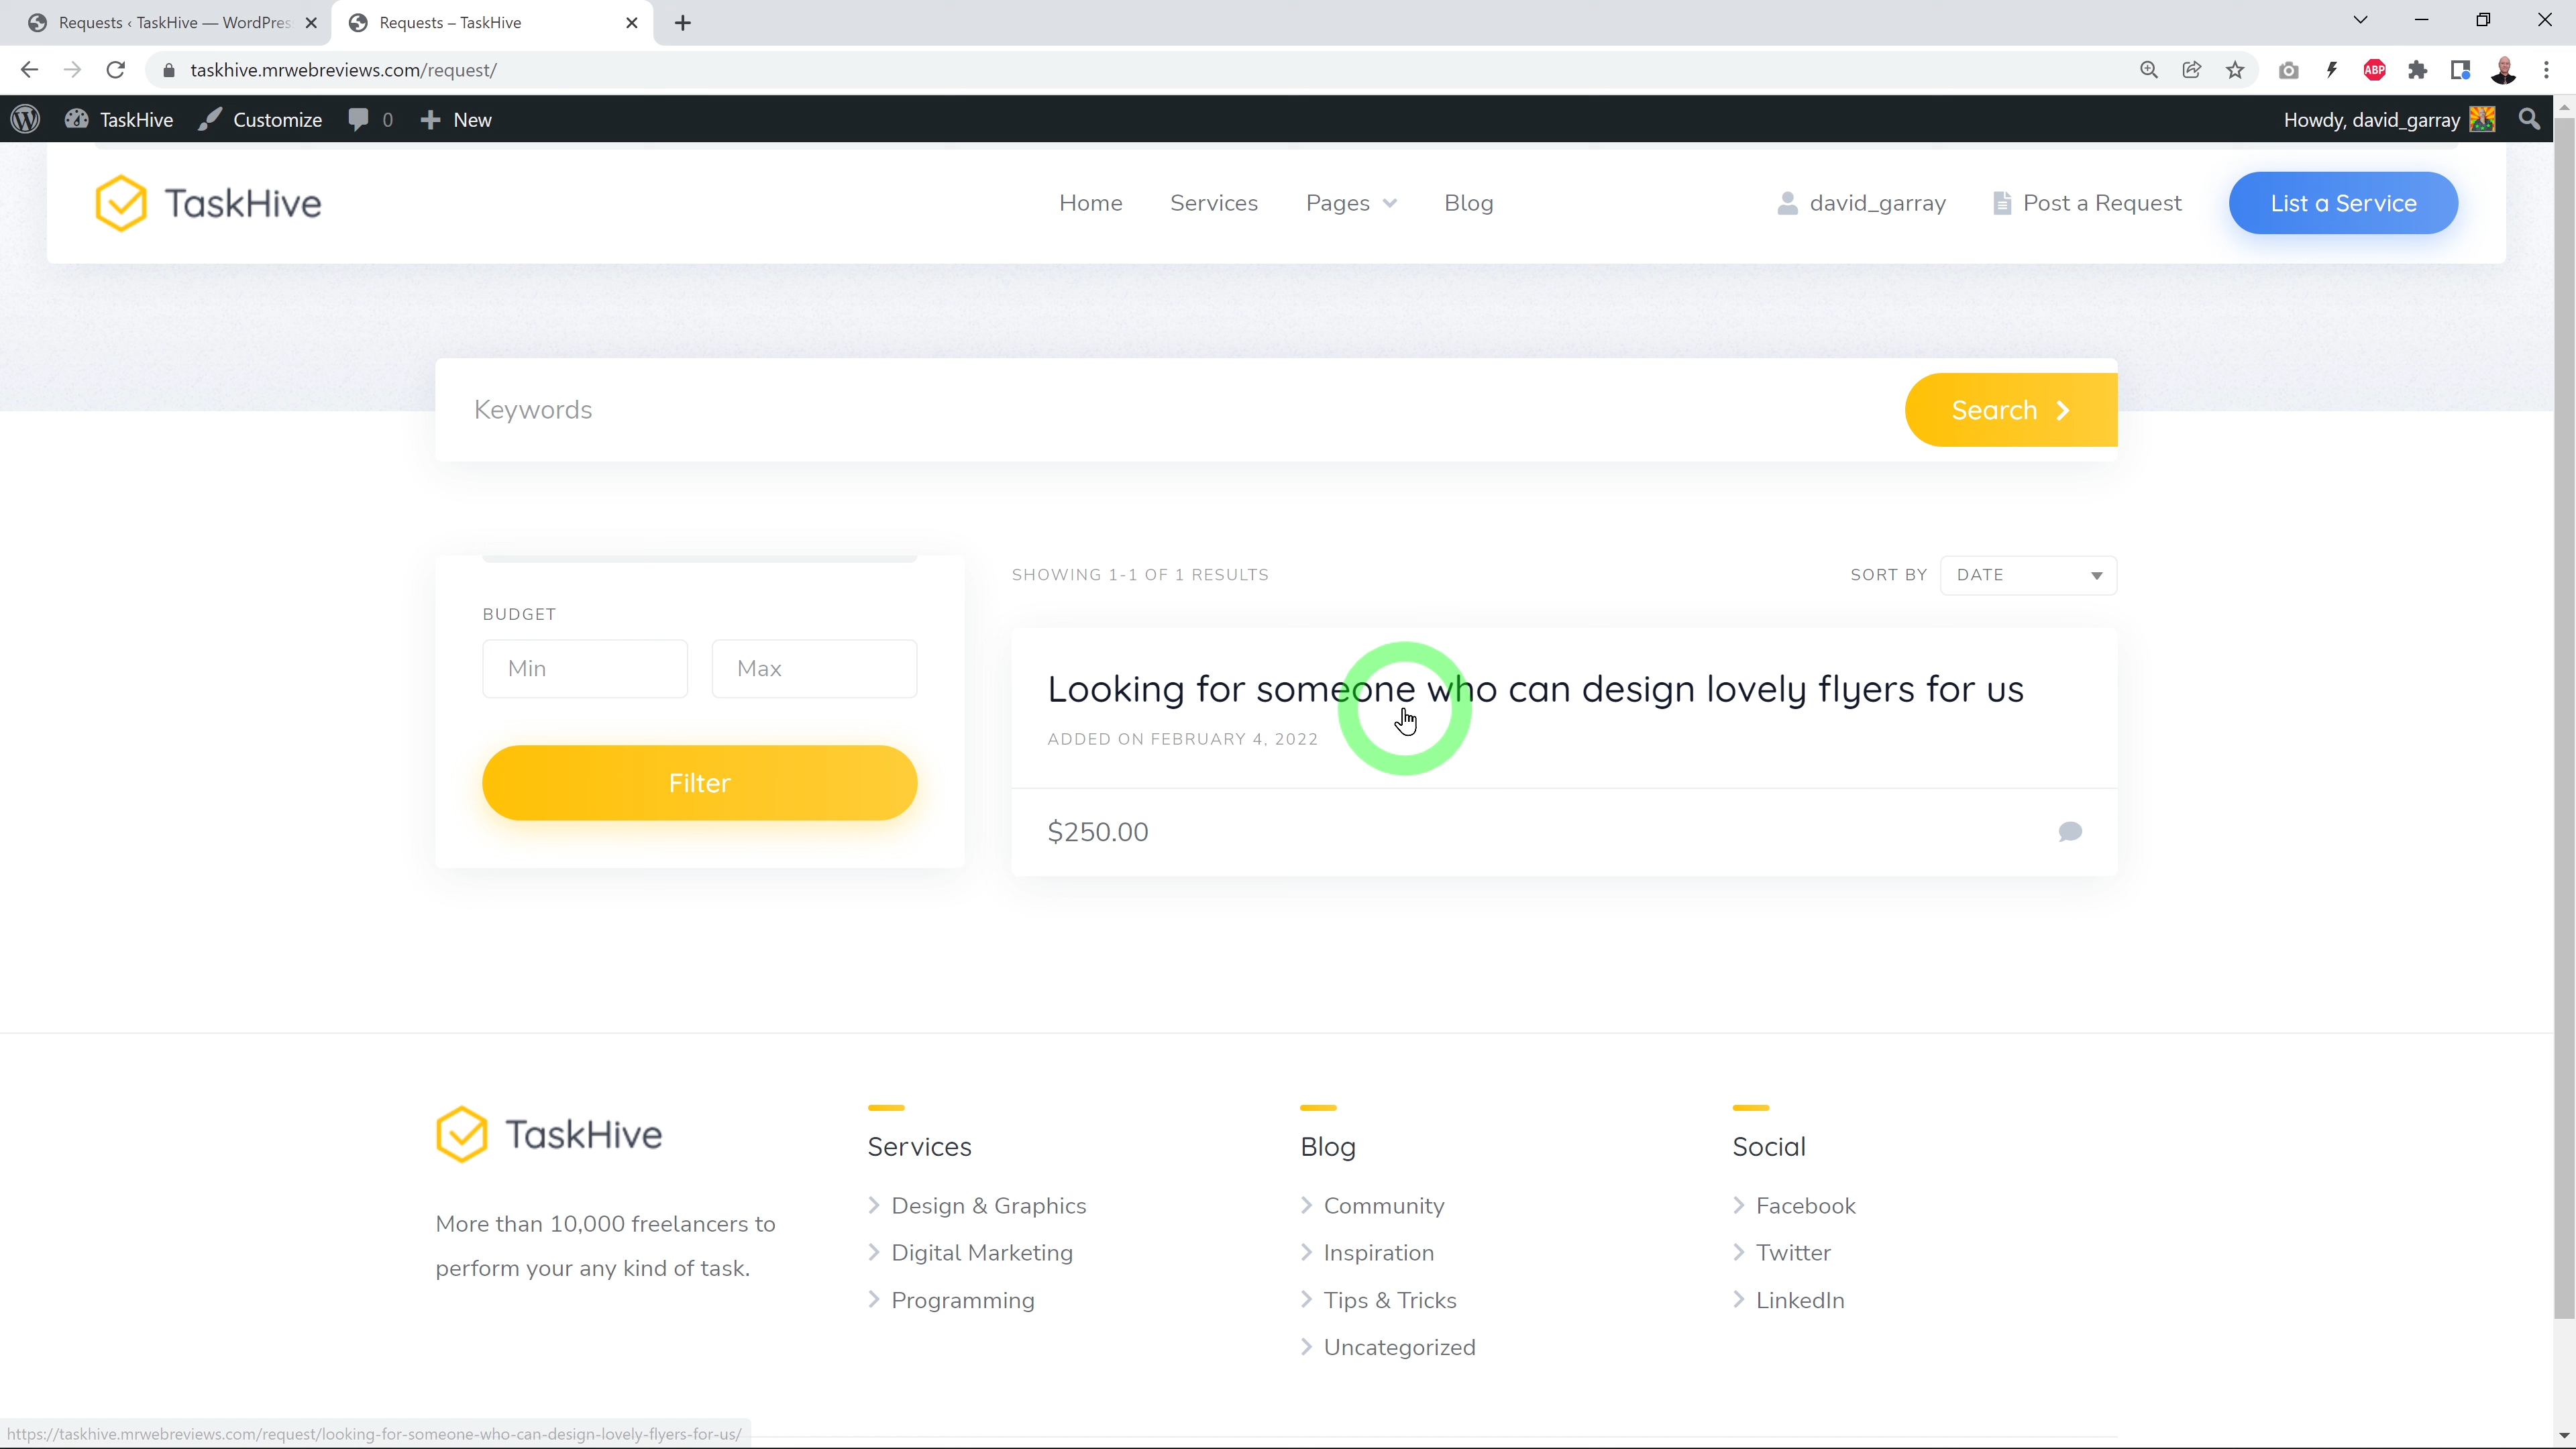 Requests ‹ TaskHive — WordPres
Requests – TaskHive
taskhive.mrwebreviews.com/request/
ABP
TaskHive
Customize
0
New
Howdy, david_garray
TaskHive
Home
Services
Pages
Blog
david_garray
Post a Request
List a Service
Keywords
Search
SHOWING 1-1 OF 1 RESULTS
SORT BY
DATE
BUDGET
Min
Max
Filter
Looking for someone who can design lovely flyers for us
ADDED ON FEBRUARY 4, 2022
$250.00
TaskHive
More than 10,000 freelancers to
perform your any kind of task.
Services
Design & Graphics
Digital Marketing
Programming
Blog
Community
Inspiration
Tips & Tricks
Uncategorized
Social
Facebook
Twitter
LinkedIn
https://taskhive.mrwebreviews.com/request/looking-for-someone-who-can-design-lovely-flyers-for-us/